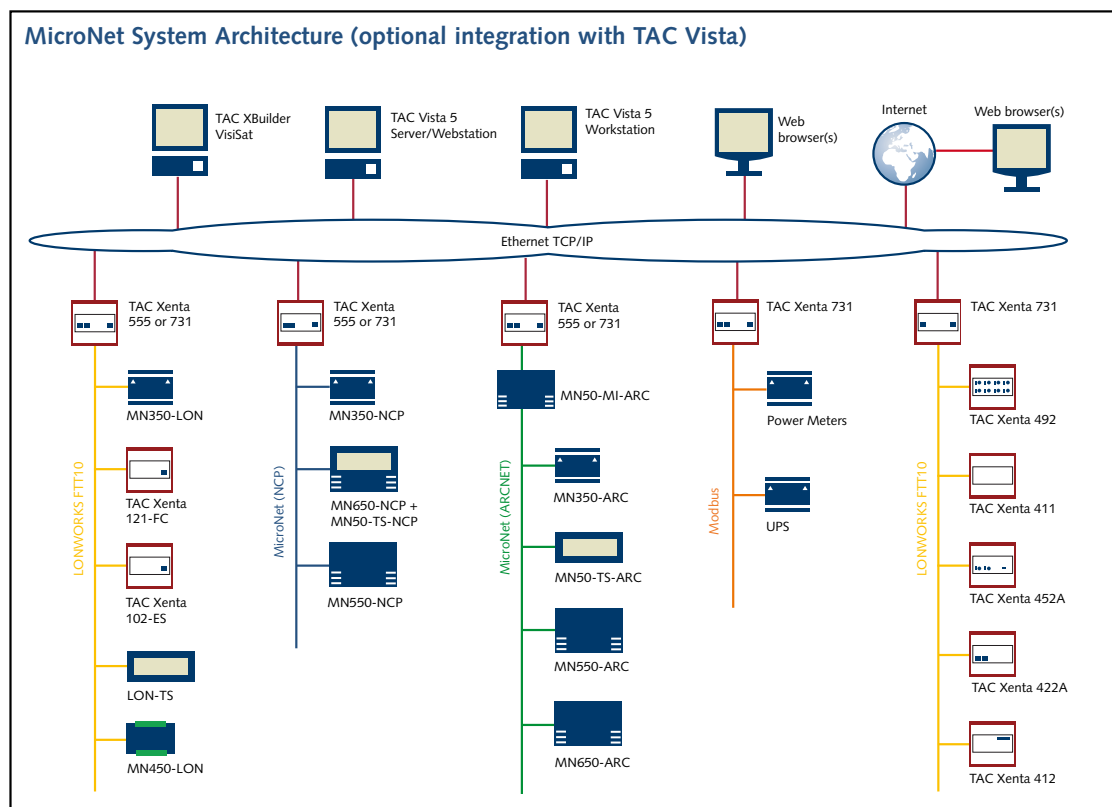 MicroNet System Architecture (optional integration with TAC Vista)
TAC XBuilder
VisiSat
TAC Vista 5
Server/Webstation
TAC Vista 5
Workstation
Web
browser(s)
Internet
Web browser(s)
Ethernet TCP/IP
TAC Xenta
555 or 731
TAC Xenta
555 or 731
TAC Xenta
555 or 731
TAC Xenta 731
TAC Xenta 731
LONWORKS FTT10
MN350-LON
TAC Xenta
121-FC
TAC Xenta
102-ES
LON-TS
MN450-LON
MicroNet (NCP)
MN350-NCP
MN650-NCP +
MN50-TS-NCP
MN550-NCP
MicroNet (ARCNET)
MN50-MI-ARC
MN350-ARC
MN50-TS-ARC
MN550-ARC
MN650-ARC
Modbus
Power Meters
UPS
LONWORKS FTT10
TAC Xenta 492
TAC Xenta 411
TAC Xenta 452A
TAC Xenta 422A
TAC Xenta 412